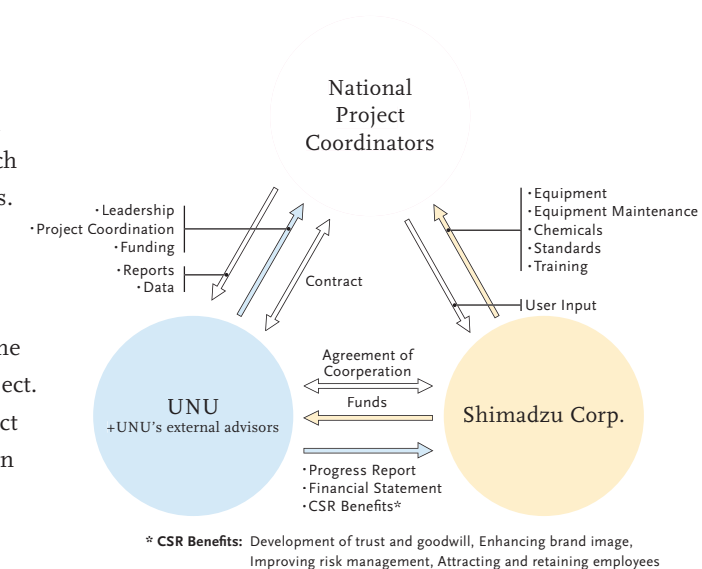 National
Project
Coordinators
ch
s.
·Leadership
·Project Coordination
·Funding
·Reports
·Data
Contract
·Equipment
·Equipment Maintenance
·Chemicals
·Standards
·Training
User Input
ne
ect.
ct
n
UNU
+UNU's external advisors
Agreement of
Coorperation
Funds
·Progress Report
·Financial Statement
·CSR Benefits*
Shimadzu Corp.
* CSR Benefits: Development of trust and goodwill, Enhancing brand image,
Improving risk management, Attracting and retaining employees